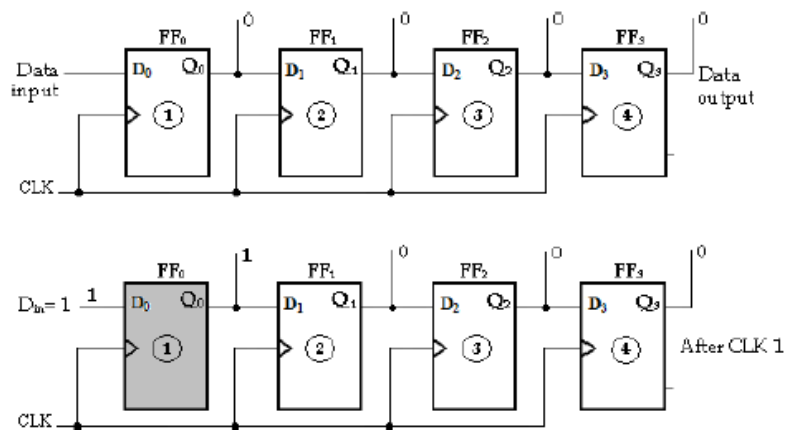 0 0 0 0
FF₀ FF₁ FF₂ FF₃
Data input
D₀ Q₀ D₁ Q₁ D₂ Q₂ D₃ Q₃
Data output
1 2 3 4
CLK
1 0 0 0
FF₀ FF₁ FF₂ FF₃
Dᵢₙ= 1 1
D₀ Q₀ D₁ Q₁ D₂ Q₂ D₃ Q₃
1 2 3 4
After CLK 1
CLK